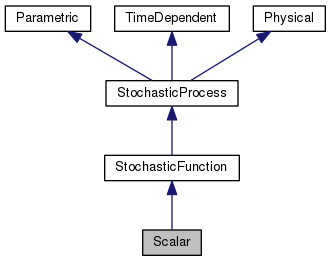 Parametric TimeDependent Physical
StochasticProcess
StochasticFunction
Scalar